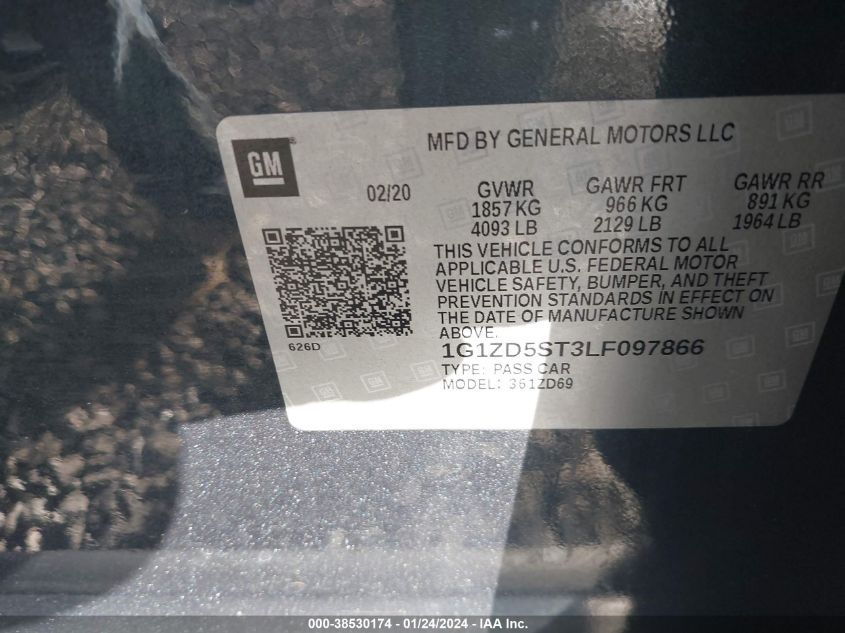 GM
MFD BY GENERAL MOTORS LLC
02/20
GVWR GAWR FRT GAWR RR
1857 KG 966 KG 891 KG
4093 LB 2129 LB 1964 LB
THIS VEHICLE CONFORMS TO ALL
APPLICABLE U.S. FEDERAL MOTOR
VEHICLE SAFETY, BUMPER, AND THEFT
PREVENTION STANDARDS IN EFFECT ON
THE DATE OF MANUFACTURE SHOWN
ABOVE.
626D
1G1ZD5ST3LF097866
TYPE: PASS CAR
MODEL: 361ZD69
000-38530174 - 01/24/2024 - IAA Inc.